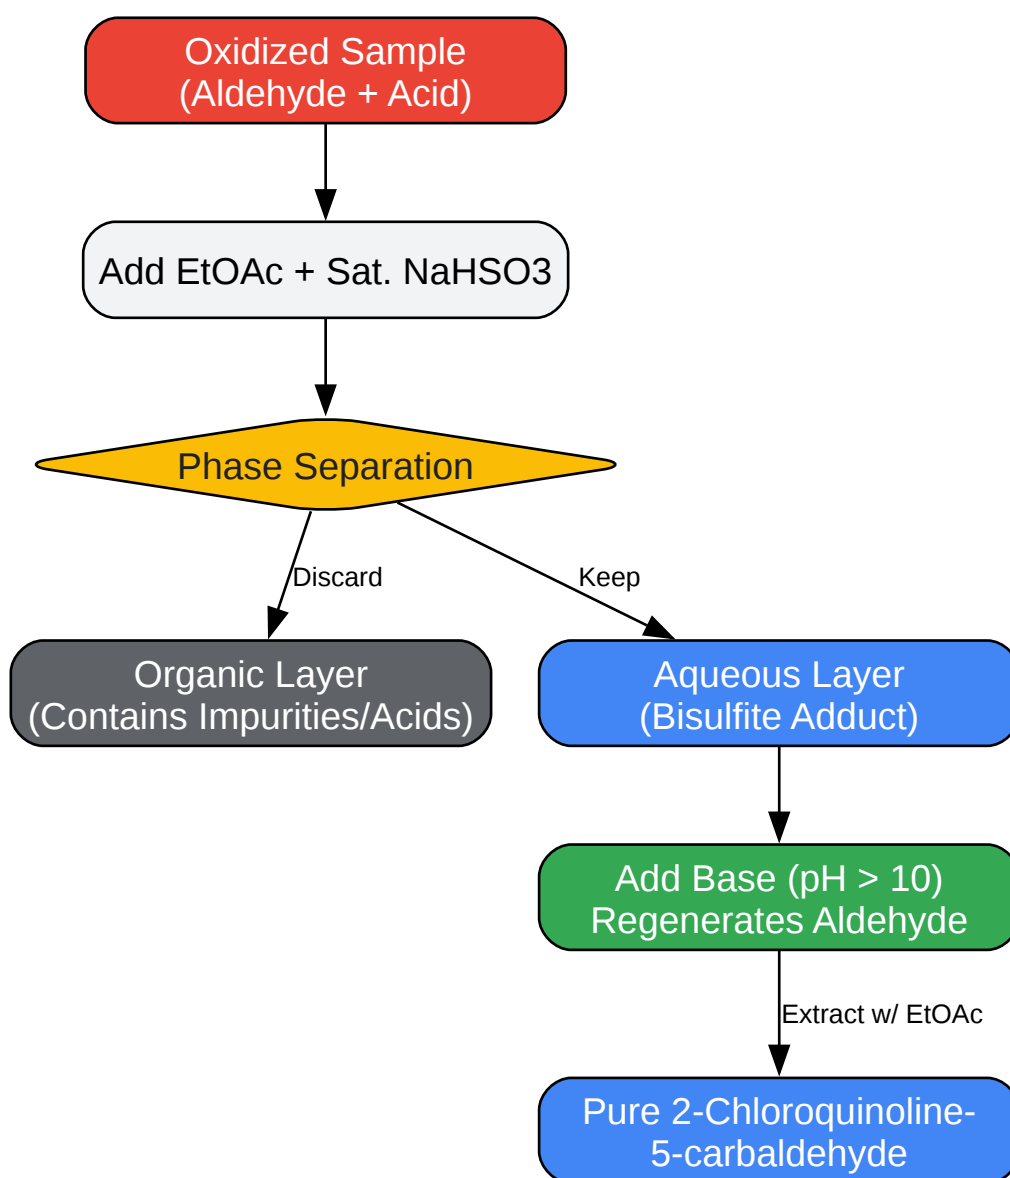 Oxidized Sample
(Aldehyde + Acid)
Add EtOAc + Sat. NaHSO3
Phase Separation
Discard
Keep
Organic Layer
(Contains Impurities/Acids)
Aqueous Layer
(Bisulfite Adduct)
Add Base (pH > 10)
Regenerates Aldehyde
Extract w/ EtOAc
Pure 2-Chloroquinoline-
5-carbaldehyde